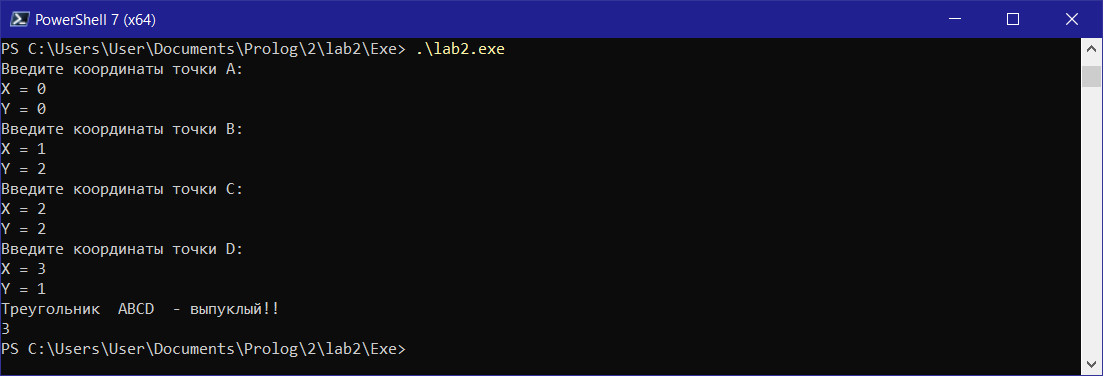 PowerShell 7 (x64)
PS C:\Users\User\Documents\Prolog\2\lab2\Exe> .\lab2.exe
Введите координаты точки A:
X = 0
Y = 0
Введите координаты точки B:
X = 1
Y = 2
Введите координаты точки C:
X = 2
Y = 2
Введите координаты точки D:
X = 3
Y = 1
Треугольник  ABCD  - выпуклый!!
3
PS C:\Users\User\Documents\Prolog\2\lab2\Exe>